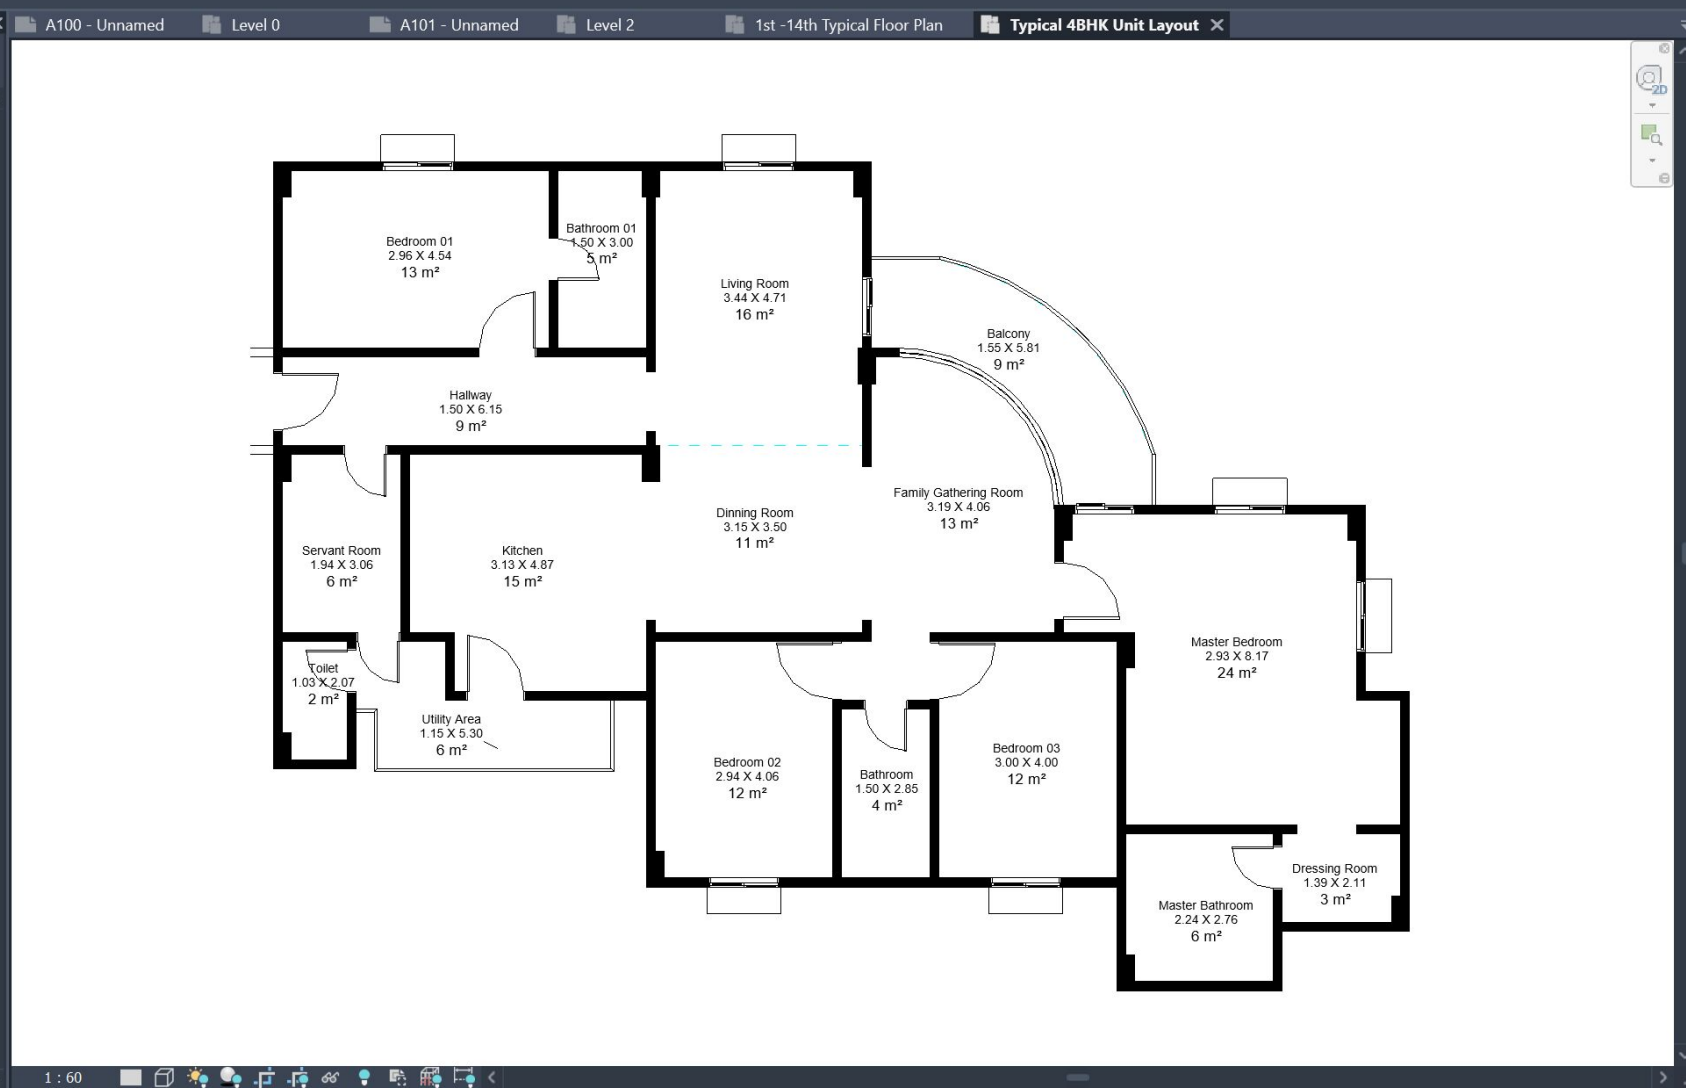 A100 - Unnamed
Level 0
A101 - Unnamed
Level 2
1st -14th Typical Floor Plan
Typical 4BHK Unit Layout
2D
Bedroom 01
2.96 X 4.54
13 m²
Bathroom 01
1.50 X 3.00
5 m²
Living Room
3.44 X 4.71
16 m²
Balcony
1.55 X 5.81
9 m²
Hallway
1.50 X 6.15
9 m²
Servant Room
1.94 X 3.06
6 m²
Kitchen
3.13 X 4.87
15 m²
Dinning Room
3.15 X 3.50
11 m²
Family Gathering Room
3.19 X 4.06
13 m²
Master Bedroom
2.93 X 8.17
24 m²
Toilet
1.03 X 2.07
2 m²
Utility Area
1.15 X 5.30
6 m²
Bedroom 02
2.94 X 4.06
12 m²
Bathroom
1.50 X 2.85
4 m²
Bedroom 03
3.00 X 4.00
12 m²
Dressing Room
1.39 X 2.11
3 m²
Master Bathroom
2.24 X 2.76
6 m²
1 : 60